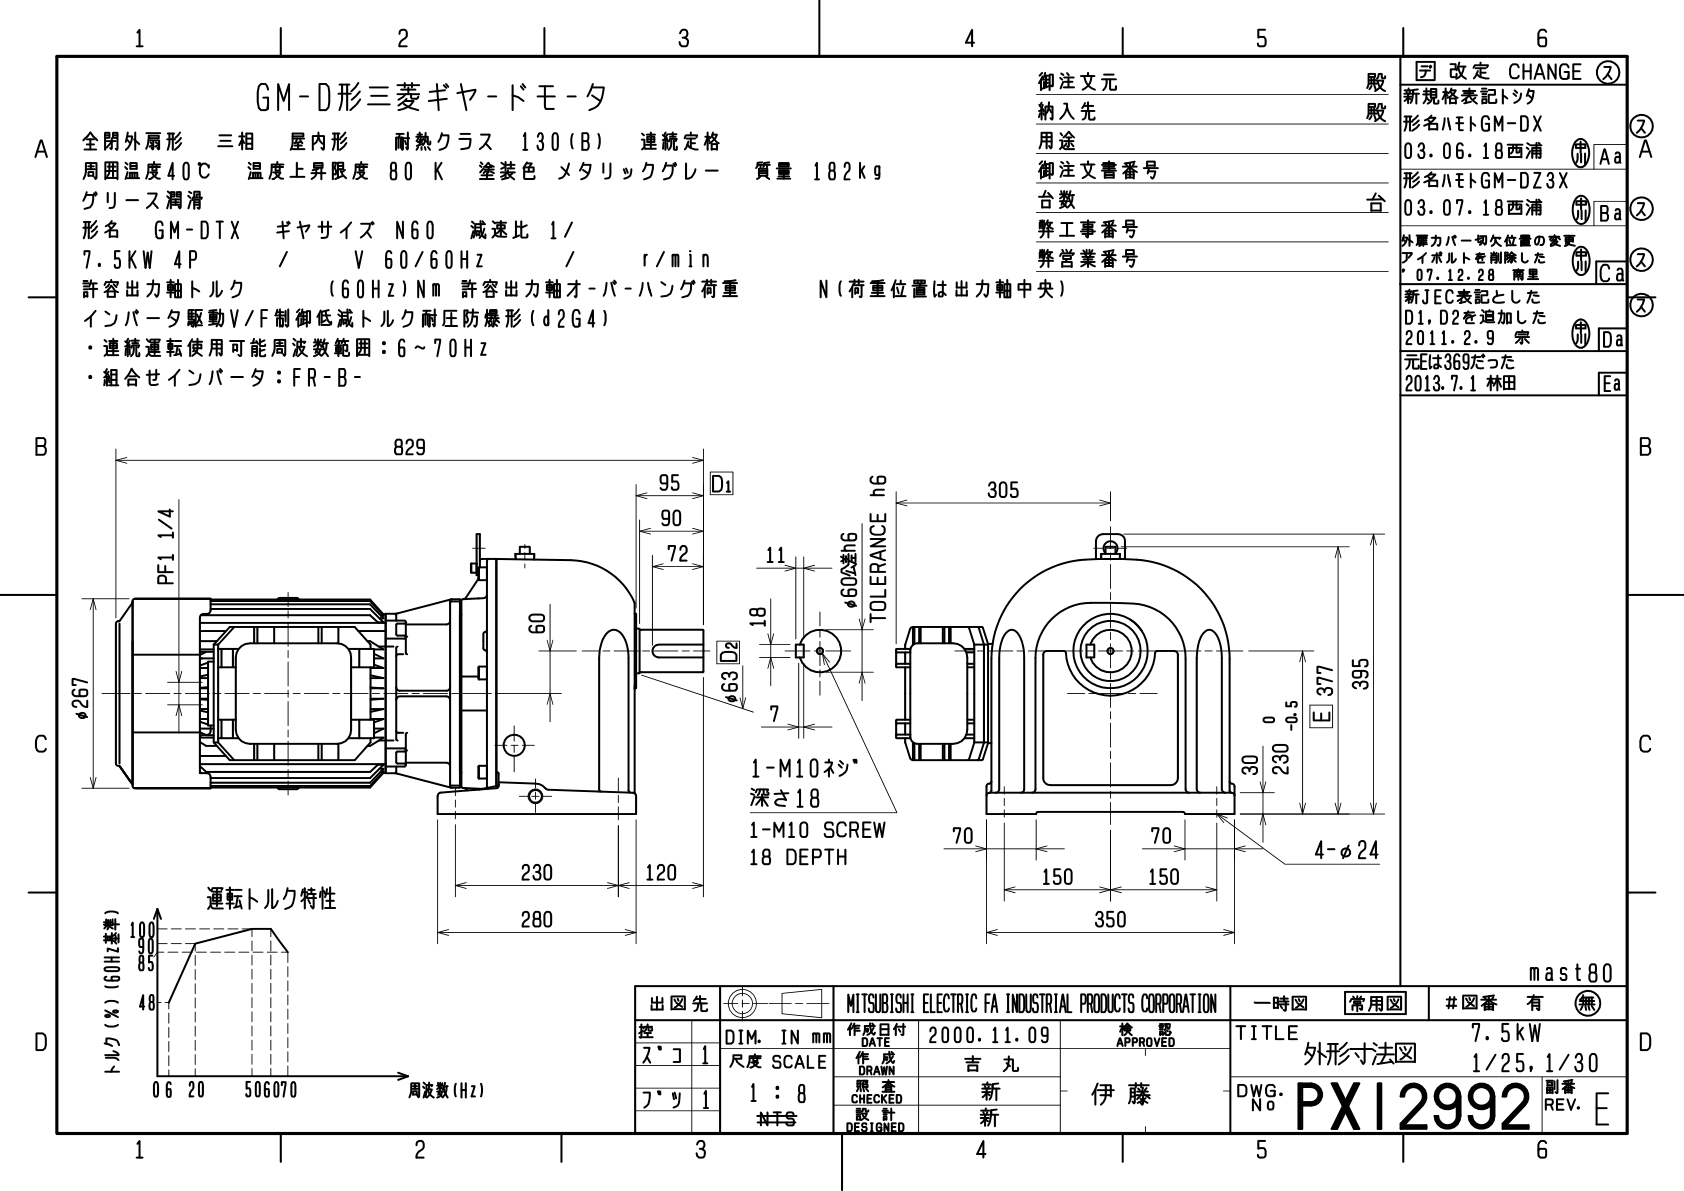 1 2 3 4 5 6
A
B
C
D
GM-D形三菱ギヤードモータ
全閉外扇形 三相 屋内形 耐熱クラス 130(B) 連続定格
周囲温度40℃ 温度上昇限度 80 K 塗装色 メタリックグレー 質量 182kg
グリース潤滑
形名 GM-DTX ギヤサイズ N60 減速比 1/
7.5KW 4P / V 60/60Hz / r/min
許容出力軸トルク (60Hz)Nm 許容出力軸オーバーハング荷重 N(荷重位置は出力軸中央)
インバータ駆動V/F制御低減トルク耐圧防爆形(d2G4)
・連続運転使用可能周波数範囲：6~70Hz
・組合せインバータ：FR-B-
御注文元 殿
納入先 殿
用途
御注文書番号
台数 台
弊工事番号
弊営業番号
デ 改定 CHANGE ス
新規格表記トシタ
形名ハモトGM-DX
03.06.18西浦 Aa
ス
A
形名ハモトGM-DZ3X
03.07.18西浦 Ba
ス
外扉カバー切欠位置の変更
アイボルトを削除した
'07.12.28 南里 Ca
ス
新JEC表記とした
D1,D2を追加した
2011.2.9 宗 Da
ス
元Eは369だった
2013.7.1 林田 Ea
B
C
D
829
95 D1
90
72
PF1 1/4
φ267
60
D2
φ63
230 120
280
11
18
7
φ60公差h6
TOLERANCE h6
1-M10ネジ
深さ18
1-M10 SCREW
18 DEPTH
305
395
E 377
0
230 -0.5
30
70 70
4-φ24
150 150
350
運転トルク特性
トルク(%)(60Hz基準)
100
90
85
48
0 6 20 50 60 70
周波数(Hz)
mast80
出図先
控
ズコ 1
ブツ 1
DIM. IN mm
尺度 SCALE
1 : 8
NTS
MITSUBISHI ELECTRIC FA INDUSTRIAL PRODUCTS CORPORATION
作成日付 DATE 2000.11.09
作成 DRAWN 吉丸
照査 CHECKED 新
設計 DESIGNED 新
検認 APPROVED
伊藤
一時図 常用図 #図番 有 無
TITLE 7.5kW
外形寸法図 1/25,1/30
DWG. No PX12992
副番 REV. E
1 2 3 4 5 6